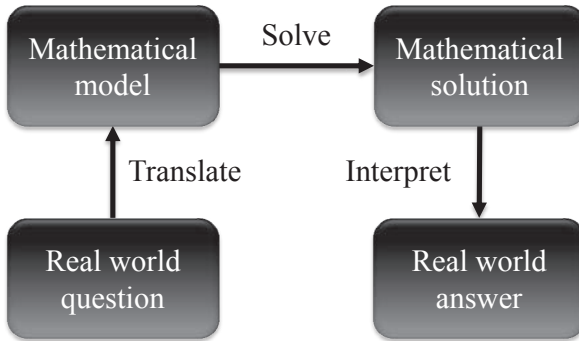 Mathematical
model
Solve
Mathematical
solution
Translate
Interpret
Real world
question
Real world
answer